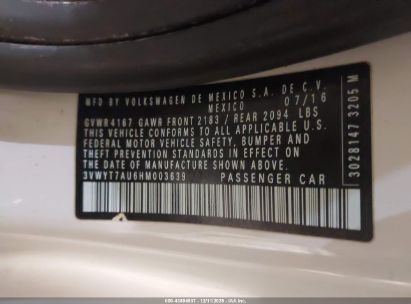 MFD BY VOLKSWAGEN DE MEXICO S.A. DE C.V.
MEXICO 07/16
GVWR 4167 GAWR FRONT 2183 / REAR 2094 LBS
THIS VEHICLE CONFORMS TO ALL APPLICABLE U.S.
FEDERAL MOTOR VEHICLE SAFETY, BUMPER AND
THEFT PREVENTION STANDARDS IN EFFECT ON
THE DATE OF MANUFACTURE SHOWN ABOVE.
3VWYT7AU6HM003639 PASSENGER CAR
3028147 3205 M